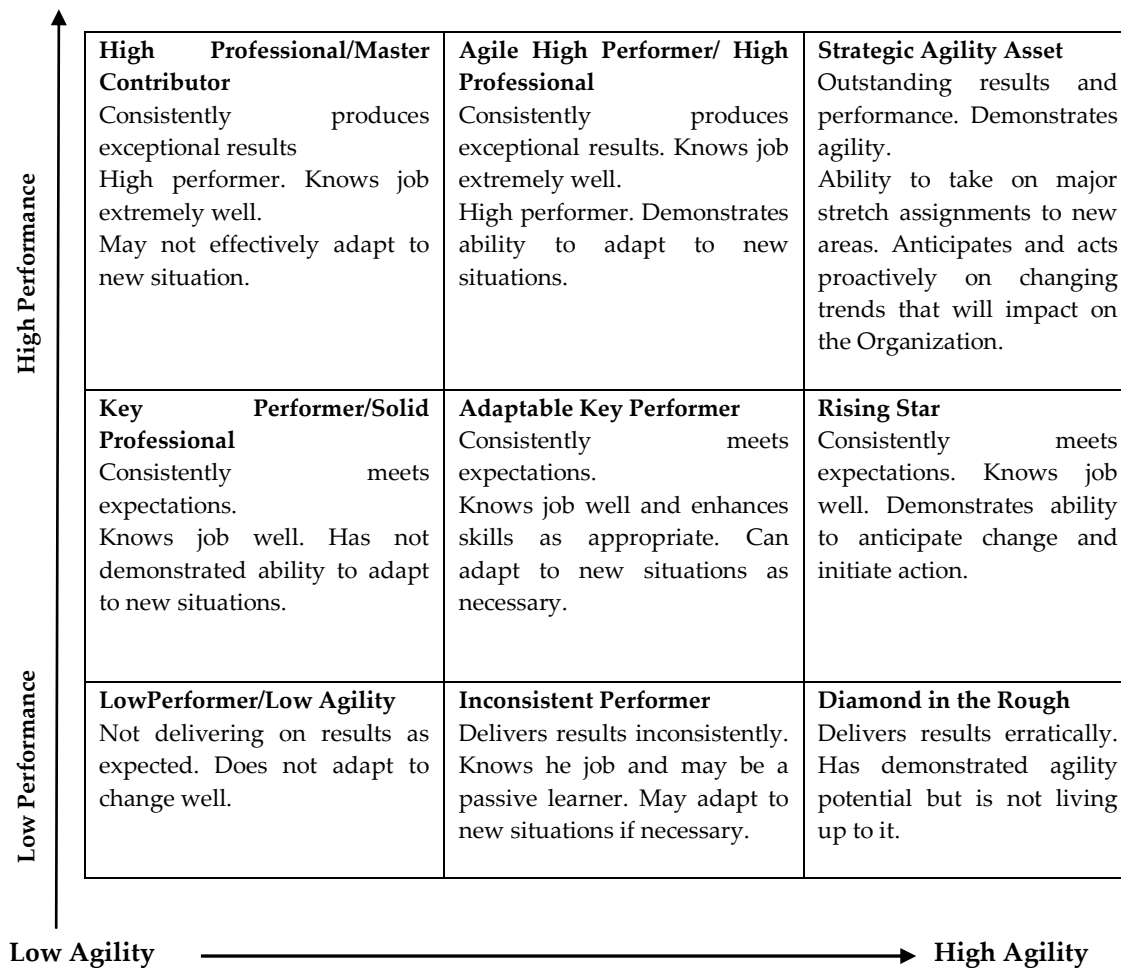 High Performance
Low Performance
High Professional/Master
Contributor
Consistently produces
exceptional results
High performer. Knows job
extremely well.
May not effectively adapt to
new situation.
Agile High Performer/ High
Professional
Consistently produces
exceptional results. Knows job
extremely well.
High performer. Demonstrates
ability to adapt to new
situations.
Strategic Agility Asset
Outstanding results and
performance. Demonstrates
agility.
Ability to take on major
stretch assignments to new
areas. Anticipates and acts
proactively on changing
trends that will impact on
the Organization.
Key Performer/Solid
Professional
Consistently meets
expectations.
Knows job well. Has not
demonstrated ability to adapt
to new situations.
Adaptable Key Performer
Consistently meets
expectations.
Knows job well and enhances
skills as appropriate. Can
adapt to new situations as
necessary.
Rising Star
Consistently meets
expectations. Knows job
well. Demonstrates ability
to anticipate change and
initiate action.
LowPerformer/Low Agility
Not delivering on results as
expected. Does not adapt to
change well.
Inconsistent Performer
Delivers results inconsistently.
Knows he job and may be a
passive learner. May adapt to
new situations if necessary.
Diamond in the Rough
Delivers results erratically.
Has demonstrated agility
potential but is not living
up to it.
Low Agility
High Agility